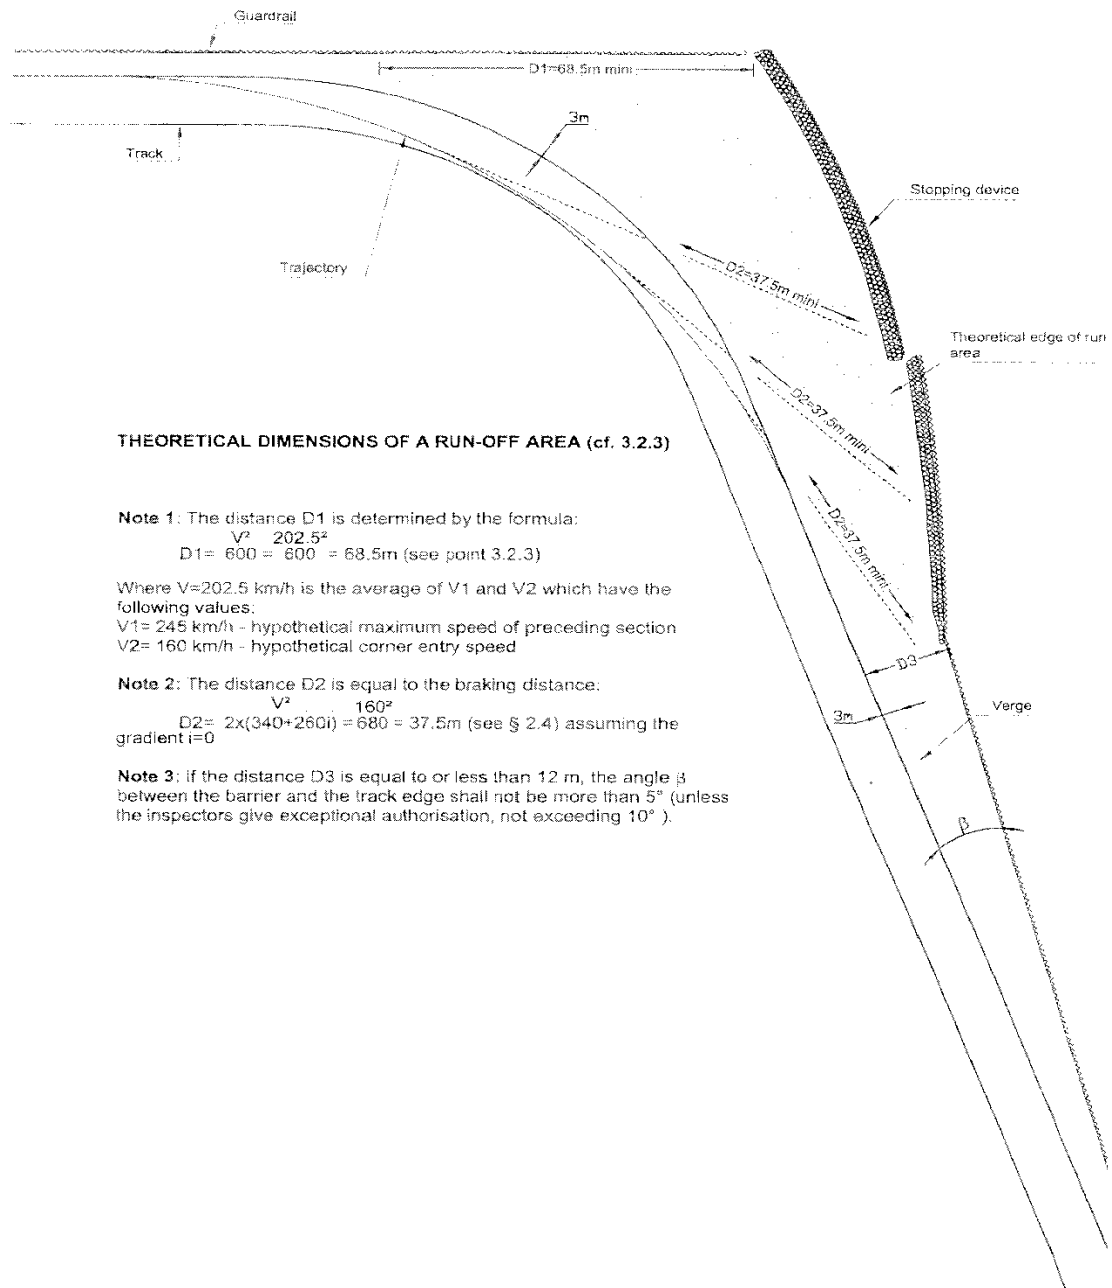 Guardrail
D1=68.5m mini
3m
Track
Stopping device
Trajectory
D2=37.5m mini
Theoretical edge of run
area
D2=37.5m mini
THEORETICAL DIMENSIONS OF A RUN-OFF AREA (cf. 3.2.3)
D2=37.5m mini
Note 1: The distance D1 is determined by the formula:
V² 202.5²
D1= 600 = 600 = 68.5m (see point 3.2.3)
Where V=202.5 km/h is the average of V1 and V2 which have the
following values:
V1= 245 km/h - hypothetical maximum speed of preceding section
V2= 160 km/h - hypothetical corner entry speed
D3
Note 2: The distance D2 is equal to the braking distance:
V² 160²
D2= 2x(340+260i) = 680 = 37.5m (see § 2.4) assuming the
gradient i=0
3m
Verge
Note 3: if the distance D3 is equal to or less than 12 m, the angle β
between the barrier and the track edge shall not be more than 5° (unless
the inspectors give exceptional authorisation, not exceeding 10° ).
β